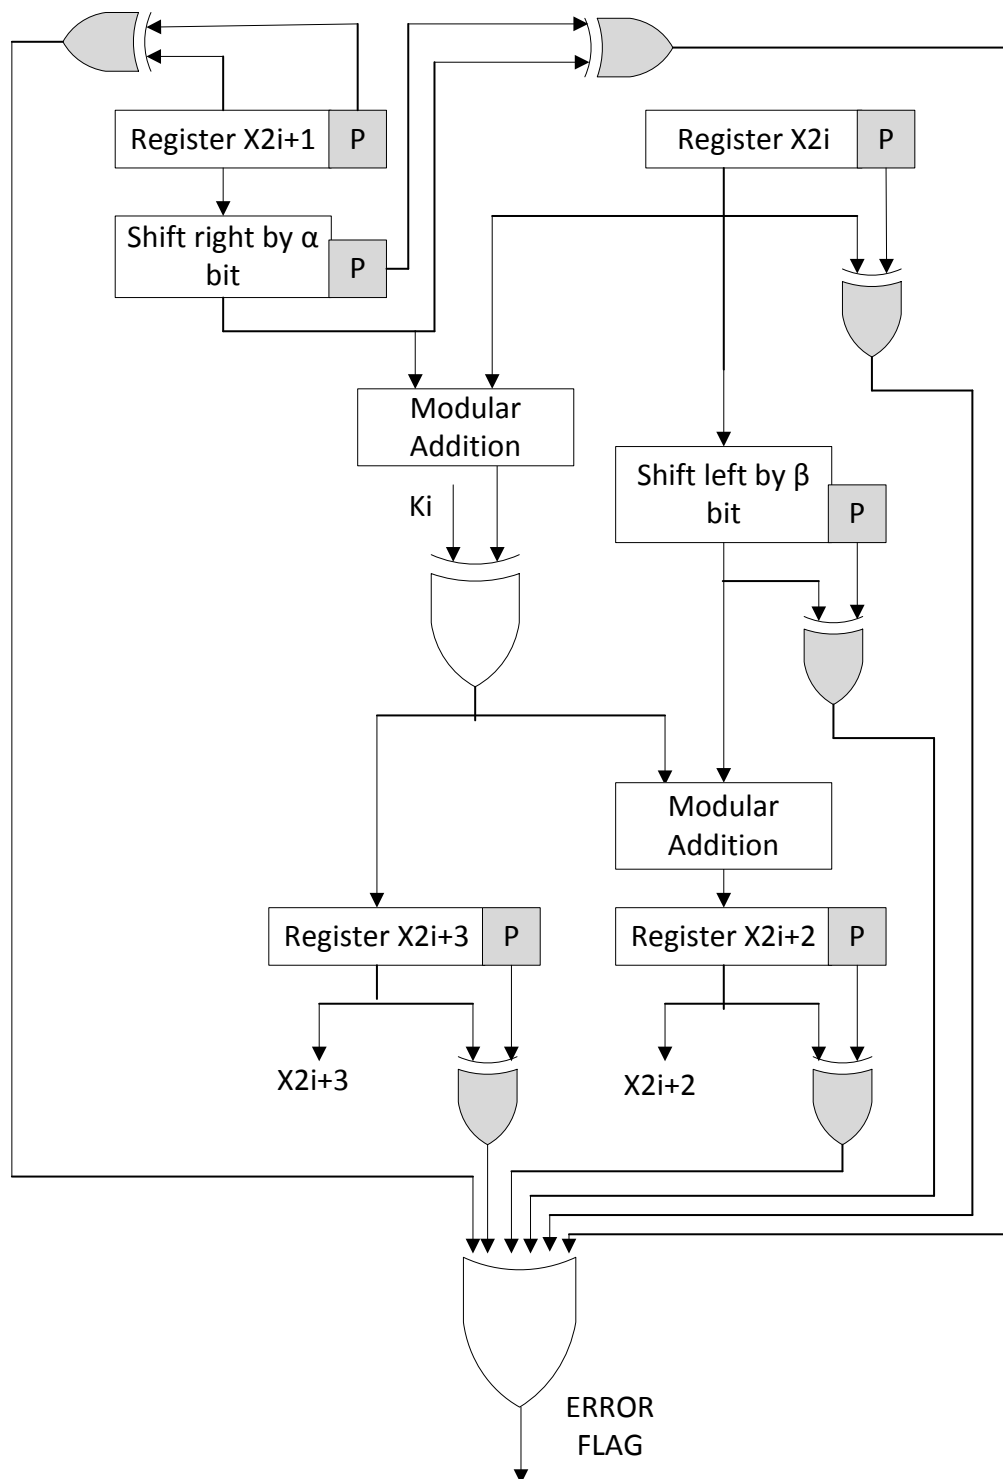 Register X2i+1
P
Register X2i
P
Shift right by α
bit
P
Modular
Addition
Shift left by β
bit
P
Ki
Modular
Addition
Register X2i+3
P
Register X2i+2
P
X2i+3
X2i+2
ERROR
FLAG